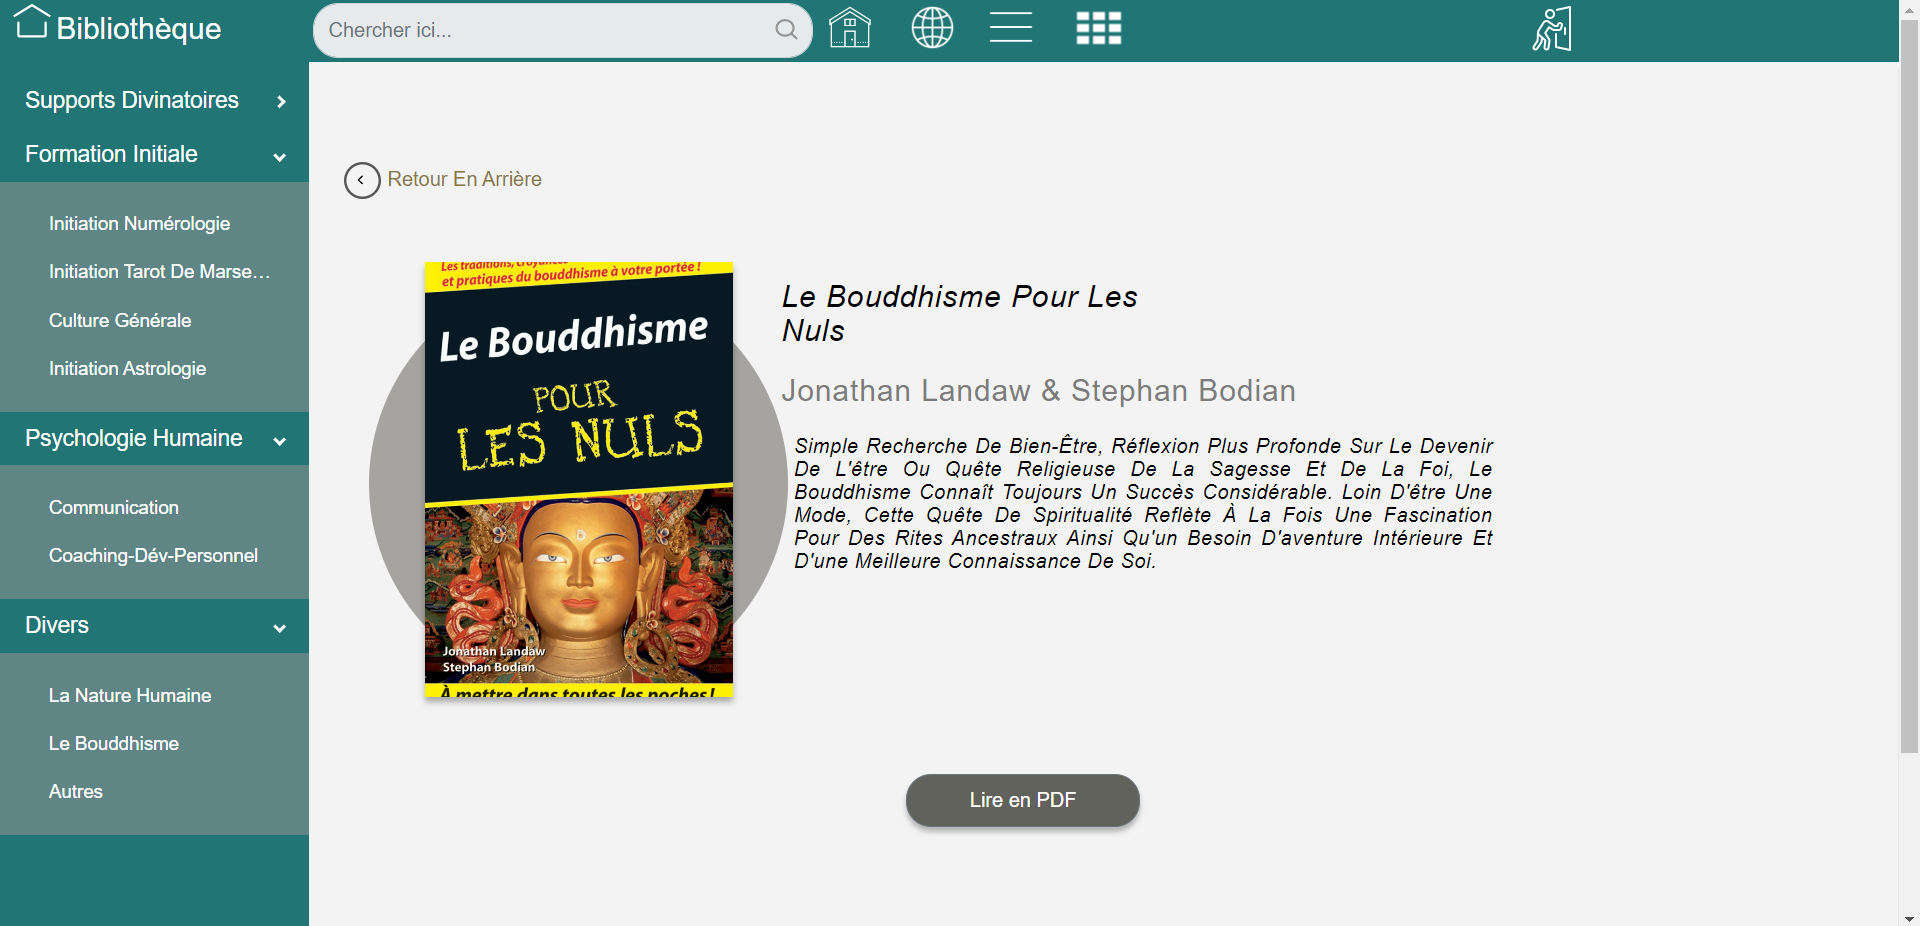 Bibliothèque
Chercher ici...
Supports Divinatoires
Formation Initiale
Initiation Numérologie
Initiation Tarot De Marse…
Culture Générale
Initiation Astrologie
Psychologie Humaine
Communication
Coaching-Dév-Personnel
Divers
La Nature Humaine
Le Bouddhisme
Autres
Retour En Arrière
Les traditions, croyances
et pratiques du bouddhisme à votre portée !
Le Bouddhisme
POUR
LES NULS
Jonathan Landaw
Stephan Bodian
À mettre dans toutes les poches !
Le Bouddhisme Pour Les
Nuls
Jonathan Landaw & Stephan Bodian
Simple Recherche De Bien-Être, Réflexion Plus Profonde Sur Le Devenir
De L'être Ou Quête Religieuse De La Sagesse Et De La Foi, Le
Bouddhisme Connaît Toujours Un Succès Considérable. Loin D'être Une
Mode, Cette Quête De Spiritualité Reflète À La Fois Une Fascination
Pour Des Rites Ancestraux Ainsi Qu'un Besoin D'aventure Intérieure Et
D'une Meilleure Connaissance De Soi.
Lire en PDF